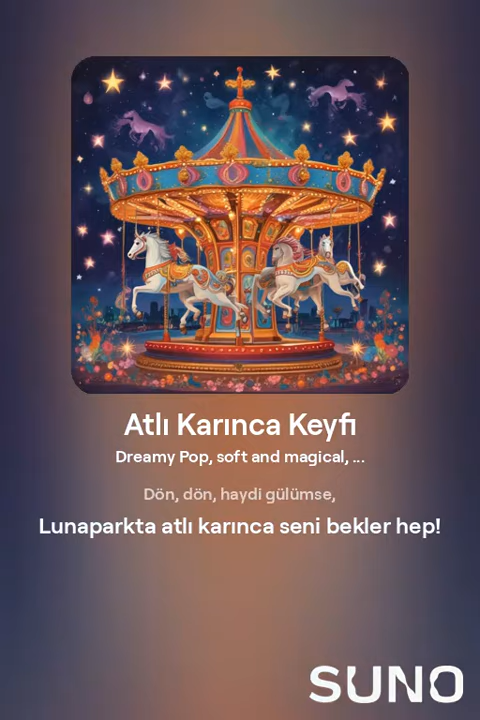 Atlı Karınca Keyfi
Dreamy Pop, soft and magical, ...
Dön, dön, haydi gülümse,
Lunaparkta atlı karınca seni bekler hep!
SUNO